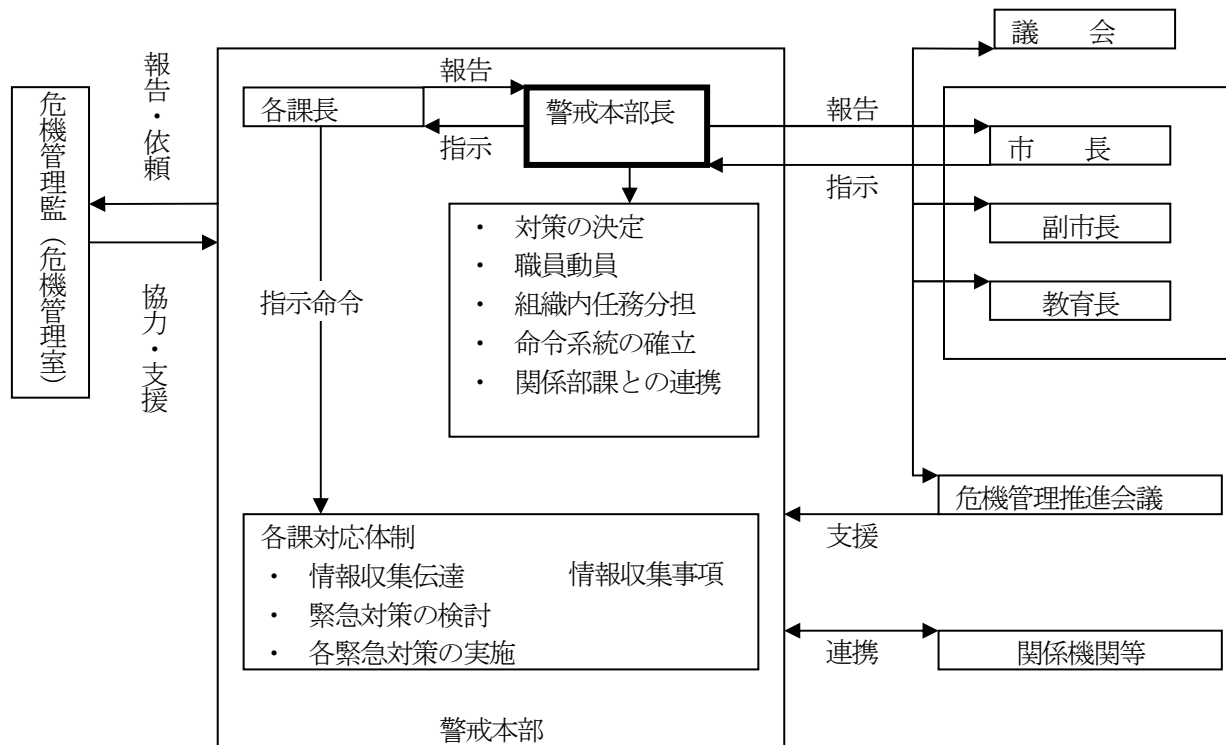 議　　会
報告・依頼
報告
危機管理監（危機管理室）
各課長
警戒本部長
報告
指示
市　　長
指示
副市長
・　対策の決定
・　職員動員
・　組織内任務分担
・　命令系統の確立
・　関係部課との連携
教育長
協力・支援
指示命令
危機管理推進会議
支援
各課対応体制
・　情報収集伝達　　　　情報収集事項
・　緊急対策の検討
・　各緊急対策の実施
連携
関係機関等
警戒本部